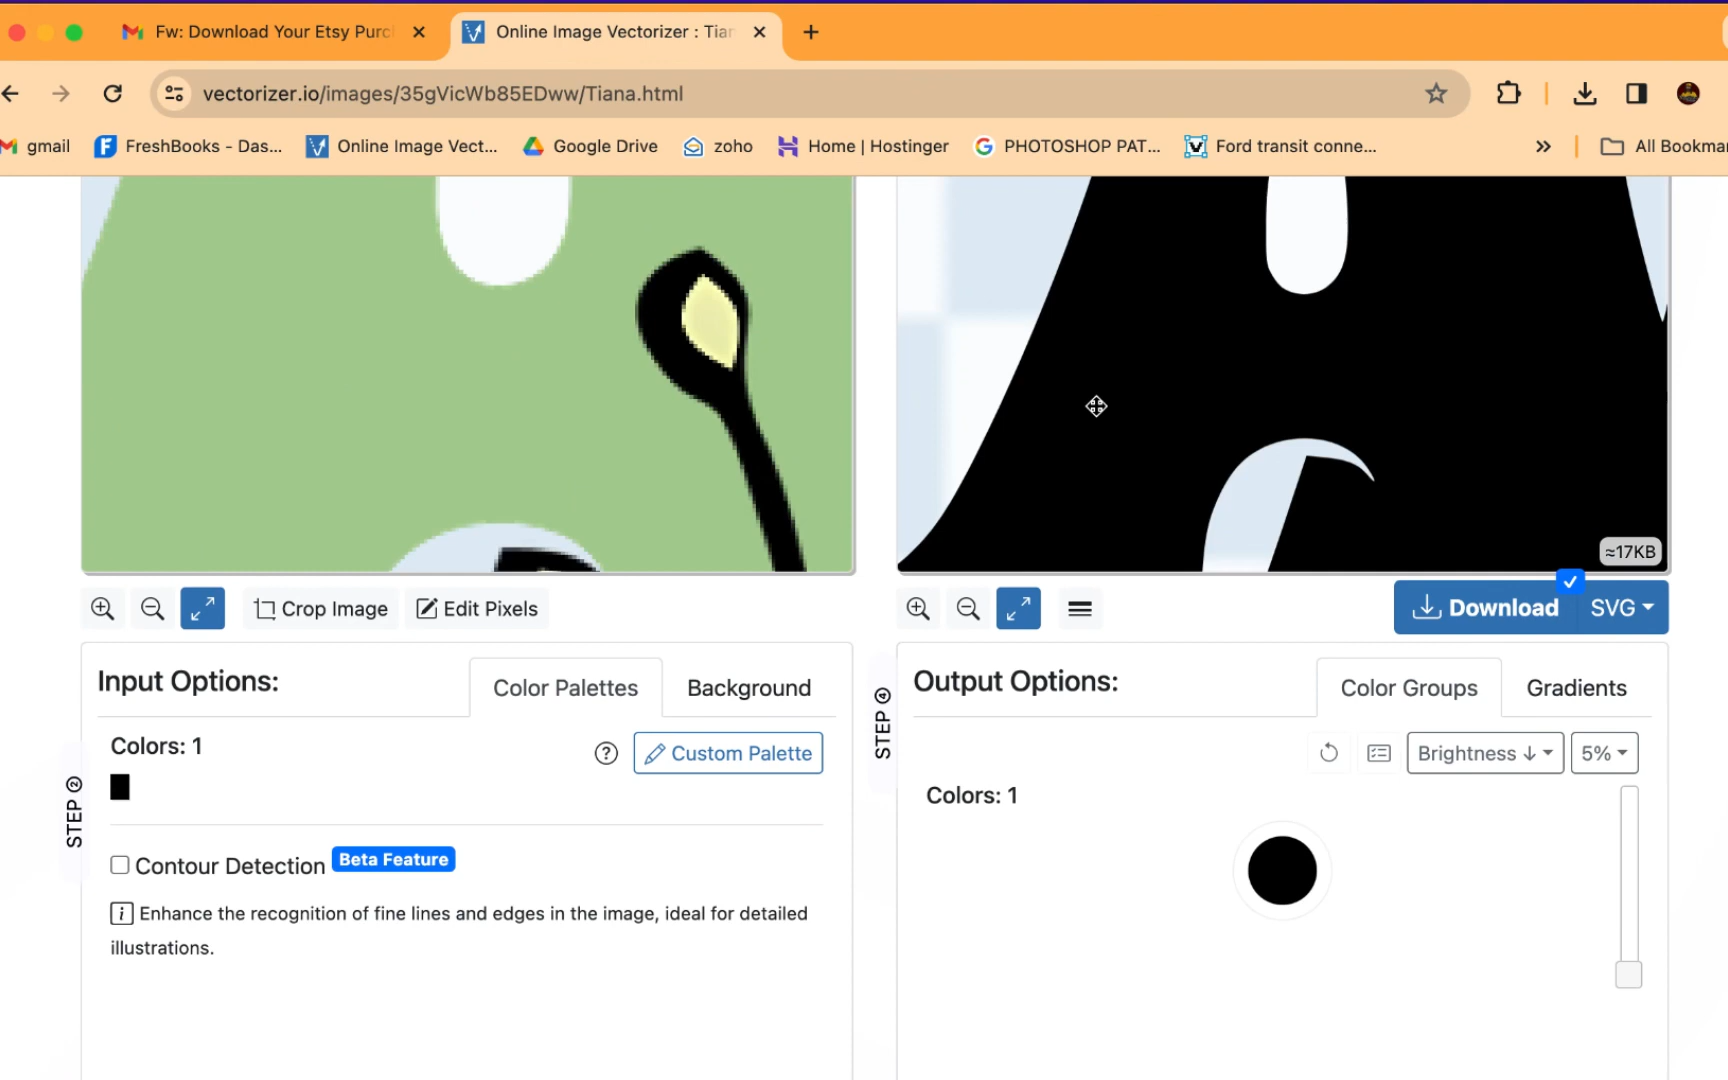 Fw: Download Your Etsy Purc
Online Image Vectorizer : Tian
vectorizer.io/images/35gVicWb85EDww/Tiana.html
gmail
FreshBooks - Das...
Online Image Vect...
Google Drive
zoho
Home | Hostinger
PHOTOSHOP PAT...
Ford transit conne...
All Bookmar
≈17KB
Crop Image
Edit Pixels
Download
SVG
Input Options:
Color Palettes
Background
STEP ④
Output Options:
Color Groups
Gradients
STEP ②
Colors: 1
Custom Palette
Brightness ↓
5%
Colors: 1
Contour Detection Beta Feature
Enhance the recognition of fine lines and edges in the image, ideal for detailed
illustrations.